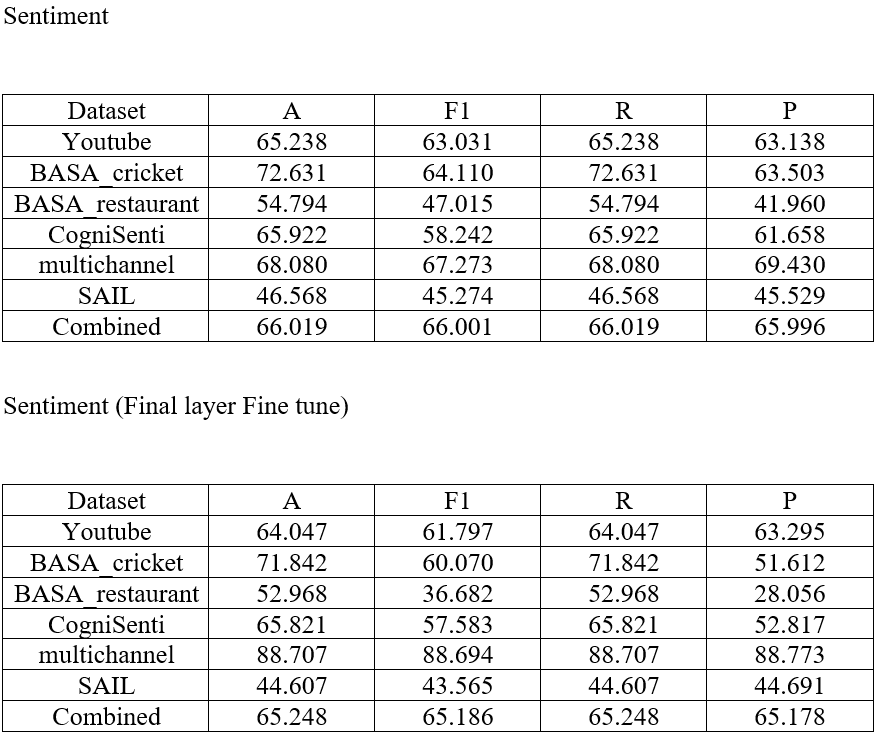 Sentiment
Dataset A F1 R P
Youtube 65.238 63.031 65.238 63.138
BASA_cricket 72.631 64.110 72.631 63.503
BASA_restaurant 54.794 47.015 54.794 41.960
CogniSenti 65.922 58.242 65.922 61.658
multichannel 68.080 67.273 68.080 69.430
SAIL 46.568 45.274 46.568 45.529
Combined 66.019 66.001 66.019 65.996
Sentiment (Final layer Fine tune)
Dataset A F1 R P
Youtube 64.047 61.797 64.047 63.295
BASA_cricket 71.842 60.070 71.842 51.612
BASA_restaurant 52.968 36.682 52.968 28.056
CogniSenti 65.821 57.583 65.821 52.817
multichannel 88.707 88.694 88.707 88.773
SAIL 44.607 43.565 44.607 44.691
Combined 65.248 65.186 65.248 65.178